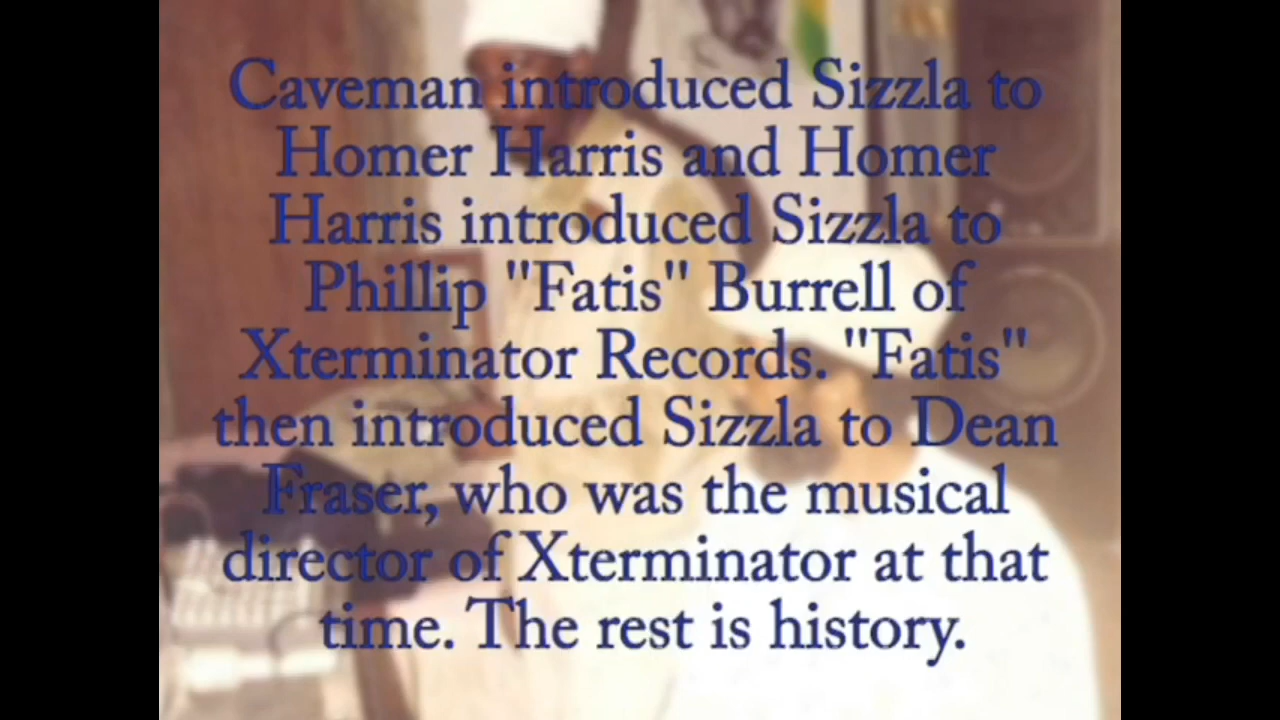 Caveman introduced Sizzla to
Homer Harris and Homer
Harris introduced Sizzla to
Phillip "Fatis" Burrell of
Xterminator Records. "Fatis"
then introduced Sizzla to Dean
Fraser, who was the musical
director of Xterminator at that
time. The rest is history.